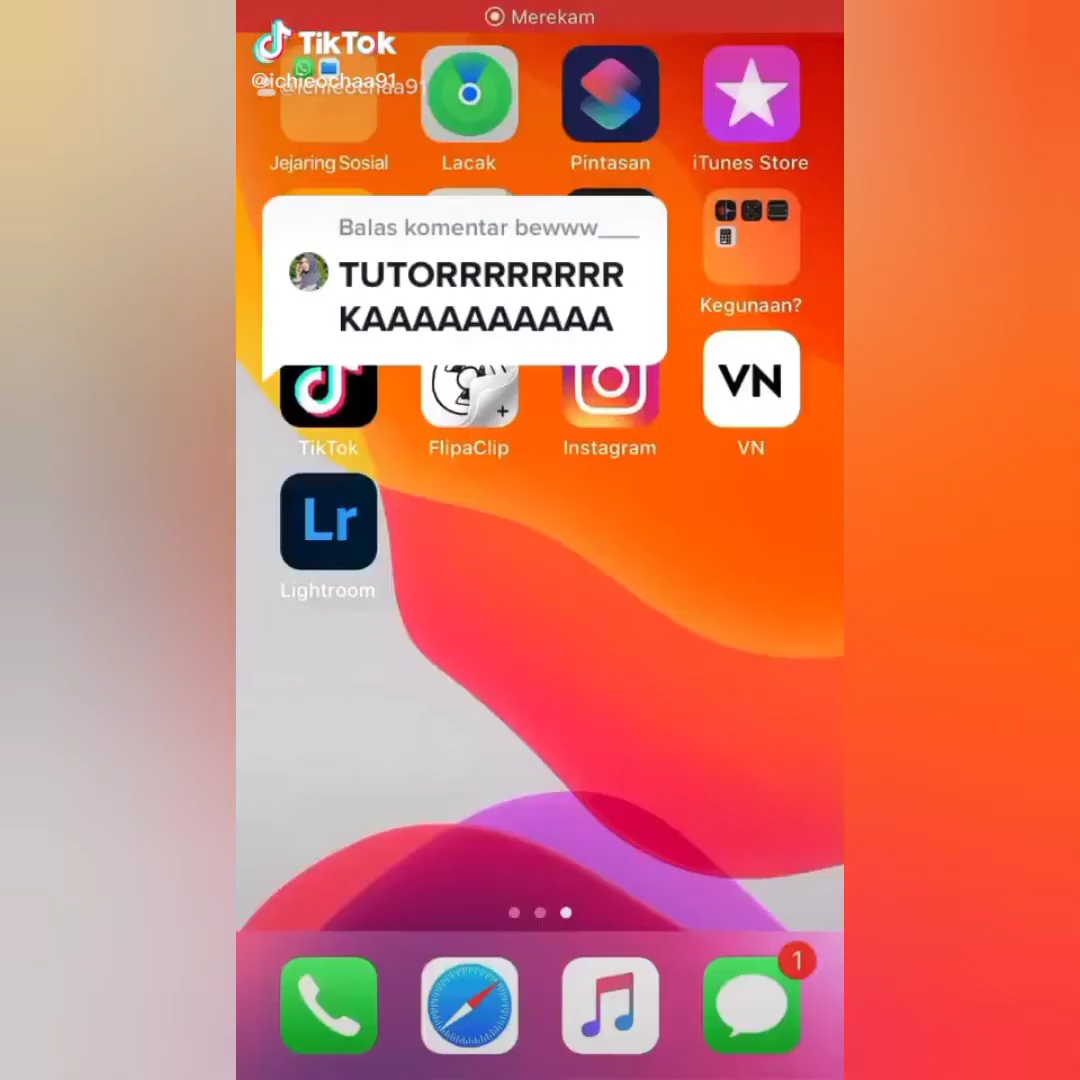 Merekam
TikTok
@ichieochaa91
@ichieochaa91
Jejaring Sosial
Lacak
Pintasan
iTunes Store
Balas komentar bewww___
TUTORRRRRRRR
KAAAAAAAAAA
Kegunaan?
VN
TikTok
FlipaClip
Instagram
VN
Lr
Lightroom
1